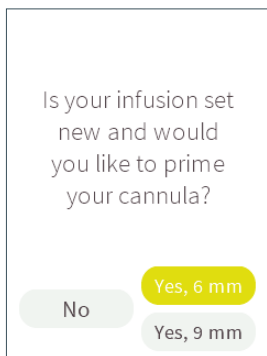 Is your infusion set
new and would
you like to prime
your cannula?
Yes, 6 mm
No
Yes, 9 mm